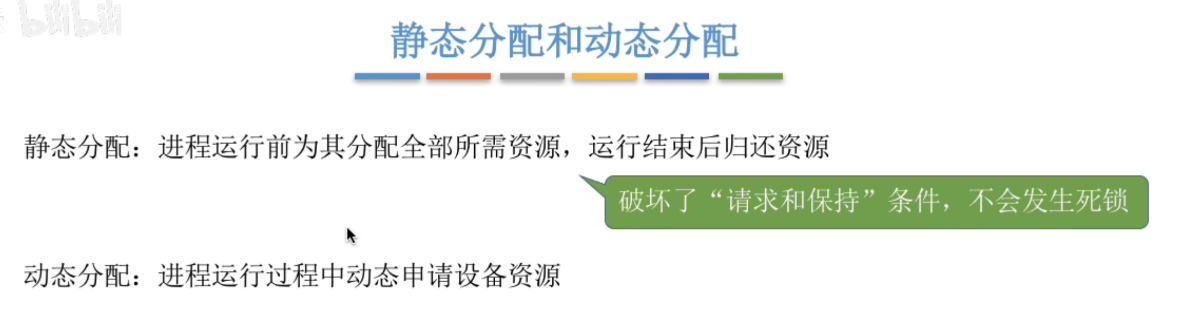 bilibili
静态分配和动态分配
静态分配：进程运行前为其分配全部所需资源，运行结束后归还资源
破坏了“请求和保持”条件，不会发生死锁
动态分配：进程运行过程中动态申请设备资源